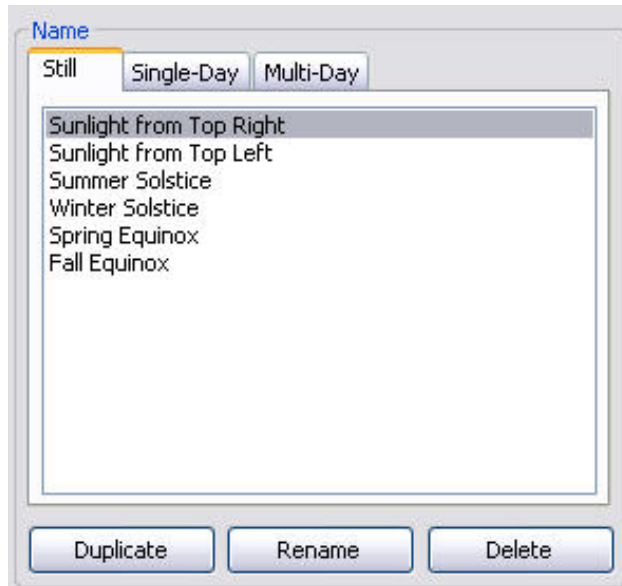 Name
Still Single-Day Multi-Day
Sunlight from Top Right
Sunlight from Top Left
Summer Solstice
Winter Solstice
Spring Equinox
Fall Equinox
Duplicate Rename Delete